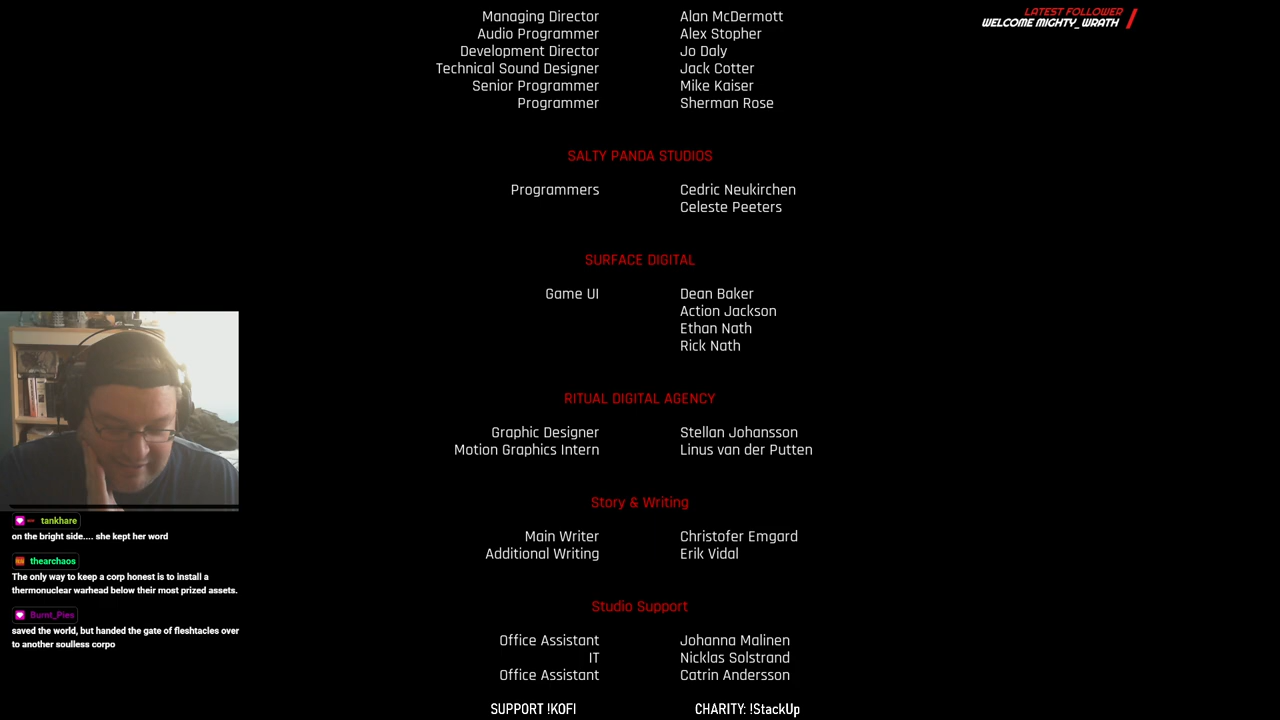 Managing Director Alan McDermott
Audio Programmer Alex Stopher
Development Director Jo Daly
Technical Sound Designer Jack Cotter
Senior Programmer Mike Kaiser
Programmer Sherman Rose
LATEST FOLLOWER
WELCOME MIGHTY_WRATH
SALTY PANDA STUDIOS
Programmers Cedric Neukirchen
Celeste Peeters
SURFACE DIGITAL
Game UI Dean Baker
Action Jackson
Ethan Nath
Rick Nath
RITUAL DIGITAL AGENCY
Graphic Designer Stellan Johansson
Motion Graphics Intern Linus van der Putten
Story & Writing
Main Writer Christofer Emgard
Additional Writing Erik Vidal
Studio Support
Office Assistant Johanna Malinen
IT Nicklas Solstrand
Office Assistant Catrin Andersson
tankhare
on the bright side.... she kept her word
thearchaos
The only way to keep a corp honest is to install a
thermonuclear warhead below their most prized assets.
Burnt_Pies
saved the world, but handed the gate of fleshtacles over
to another soulless corpo
SUPPORT !KOFI
CHARITY: !StackUp